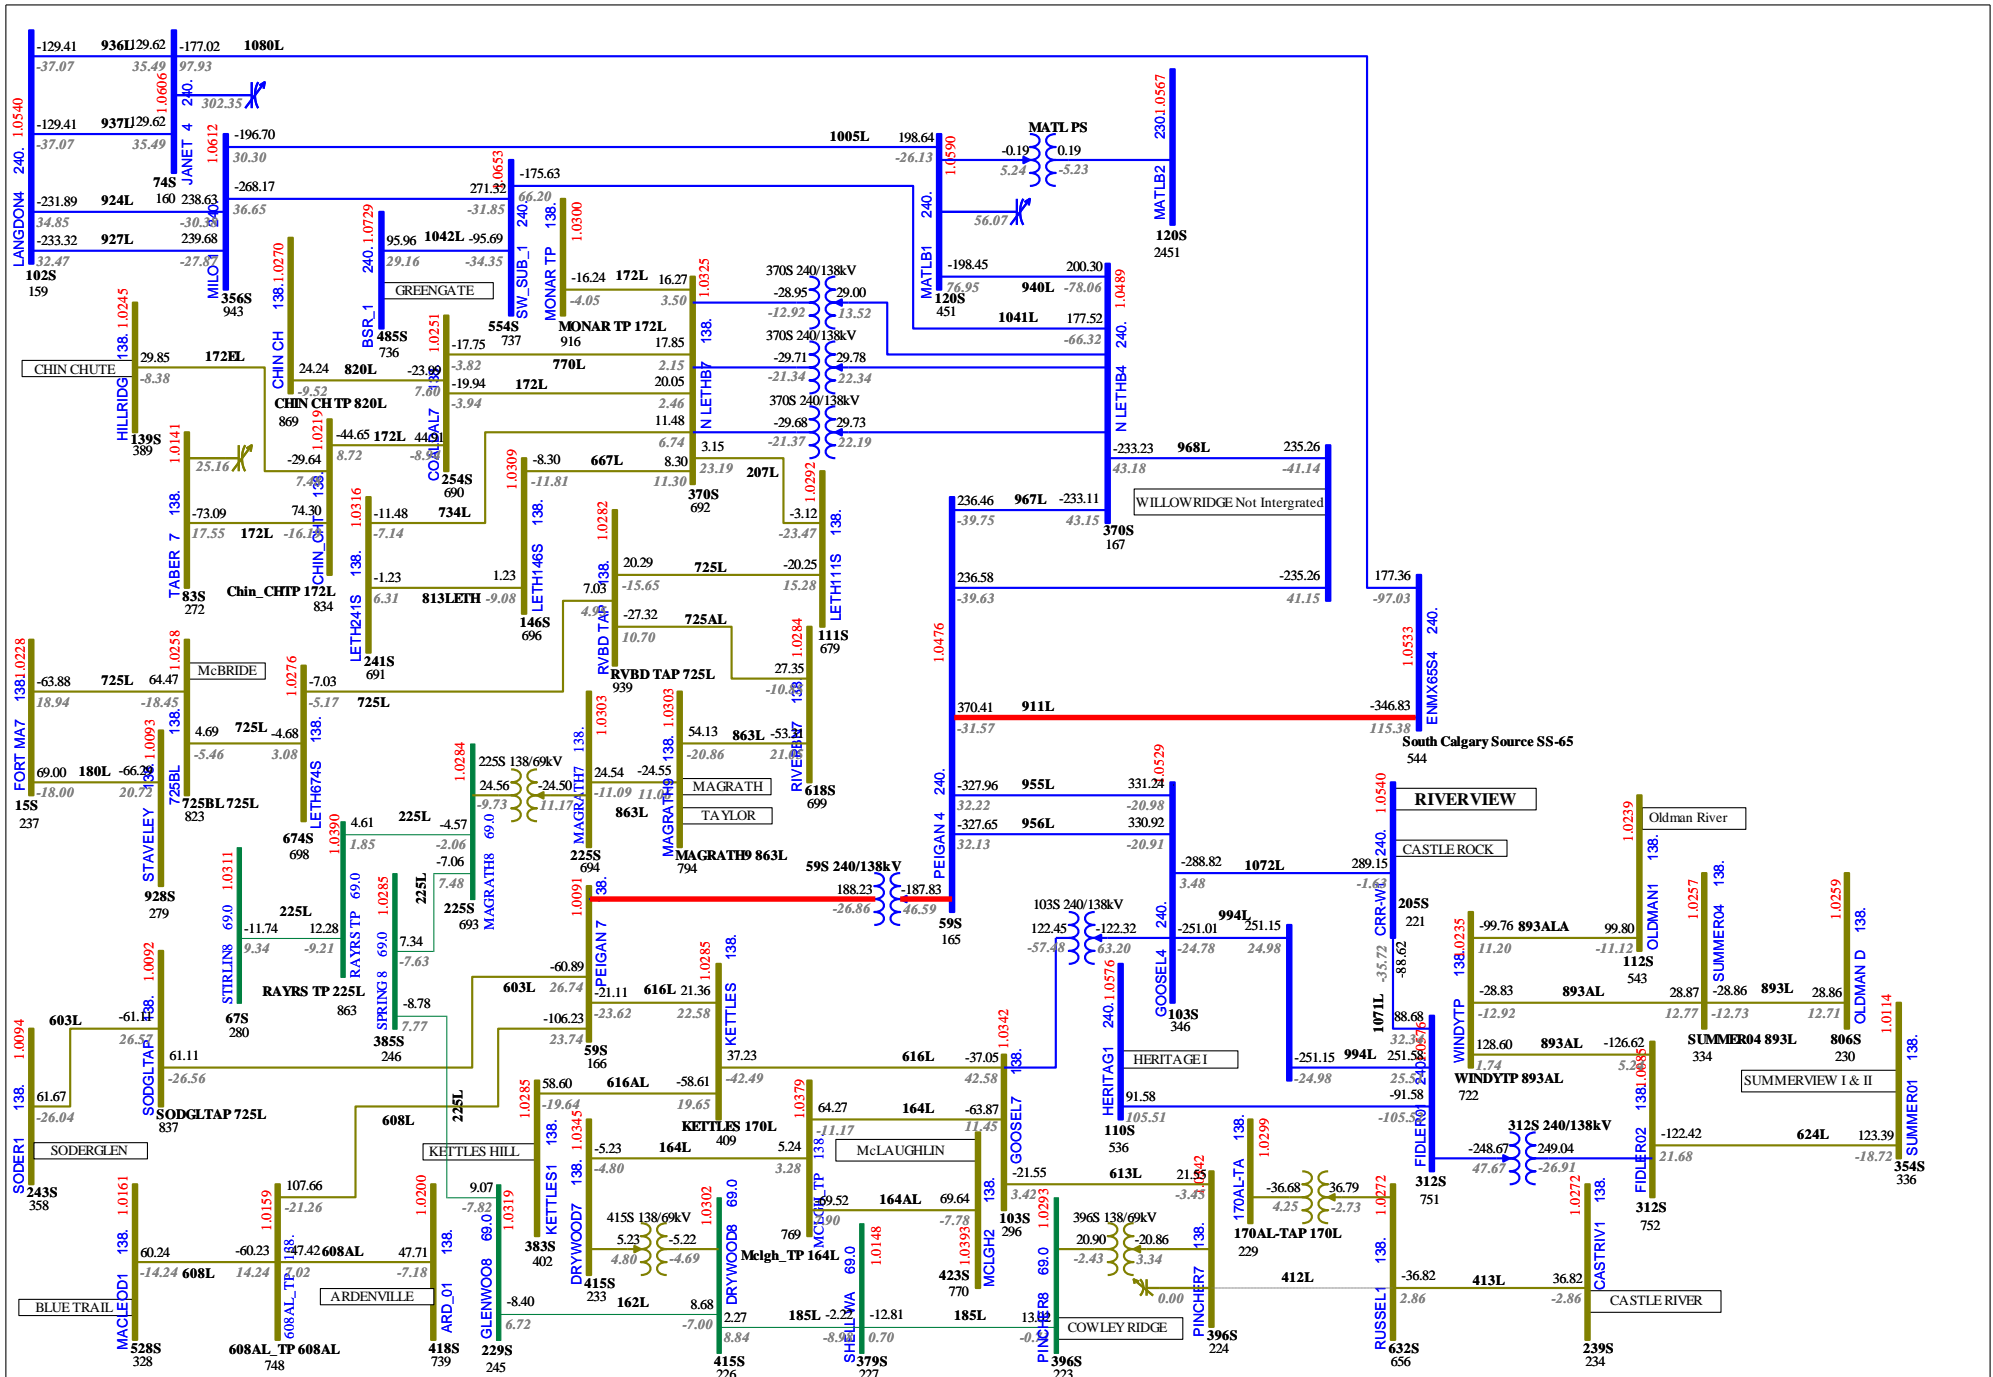 -129.41 936L 129.62 -177.02 1080L
-37.07 35.49 97.93
302.35
-129.41 937L 129.62
-37.07 35.49
LANGDON4 240. 1.0540
JANET 4 240. 1.0606
74S
160
-231.89 924L 238.63
34.85
-233.32 927L 239.68
32.47 -27.87
102S
159
MILO 1 240. 1.0612
356S
943
-196.70 1005L 198.64
30.30 -26.13
-268.17 271.52
36.65 -31.85
SW_SUB_1 240. 1.0653
-175.63
66.20
554S
737
BSR_1 240. 1.0729
95.96 1042L -95.69
29.16 -34.35
GREENGATE
485S
736
MATLB1 240. 1.0590
MATL PS
-0.19 0.19
5.24 -5.23
56.07
MATLB2 230. 1.0567
120S
2451
-198.45 200.30
76.95 940L -78.06
120S
451
1041L 177.52
-66.32
N LETHB4 240. 1.0489
MONAR TP 138. 1.0300
-16.24 172L 16.27
-4.05 3.50
MONAR TP 172L
916
N LETHB7 138. 1.0325
370S 240/138kV
-28.95 29.00
-12.92 13.52
370S 240/138kV
-29.71 29.78
-21.34 22.34
370S 240/138kV
-29.68 29.73
-21.37 22.19
CHIN CH 138. 1.0270
24.24 820L -23.99
-9.52 7.60
CHIN CH TP 820L
869
COALDAL7 138. 1.0251
-17.75 17.85
-3.82 770L 2.15
-19.94 172L 20.05
-3.94 2.46
254S
690
HILLRIDG 138. 1.0245
29.85 172EL
-8.38
CHIN CHUTE
139S
389
-44.65 172L 44.91
8.72
-29.64
CHIN_CHT 138. 1.0219
Chin_CHTP 172L
834
TABER 7 138. 1.0141
25.16
-73.09 74.30
17.55 172L
83S
272
11.48
6.74
3.15
23.19 207L
-8.30 667L 8.30
-11.81 11.30
370S
692
LETH241S 138. 1.0316
-11.48 734L
-7.14
-1.23 1.23
6.31 813LETH -9.08
241S
691
LETH146S 138. 1.0309
146S
696
RVBD TAP 138. 1.0282
20.29 725L -20.25
-15.65 15.28
7.03
-27.32 725AL
10.70
RVBD TAP 725L
939
LETH111S 138. 1.0292
-3.12
-23.47
111S
679
RIVERBN7 138. 1.0284
27.35
618S
699
-233.23 968L 235.26
43.18 -41.14
WILLOWRIDGE Not Intergrated
236.46 967L -233.11
-39.75 43.15
370S
167
236.58 -235.26
-39.63 41.15
177.36
-97.03
ENMX65S4 240. 1.0533
PEIGAN 4 240. 1.0476
370.41 911L -346.83
-31.57 115.38
South Calgary Source SS-65
544
FORT MA7 138. 1.0228
-63.88 725L 64.47
18.94 -18.45
69.00 180L -66.29
-18.00 20.72
15S
237
725BL 138. 1.0258
McBRIDE
4.69 725L -4.68
-5.46 3.08
725BL 725L
823
LETH674S 138. 1.0276
-7.03
-5.17 725L
674S
698
STAVELEY 138. 1.0093
928S
279
MAGRATH7 138. 1.0303
24.54 -24.55
-11.09 863L
225S
694
MAGRATH9 138. 1.0303
54.13 863L -53.21
-20.86
MAGRATH
TAYLOR
MAGRATH9 863L
794
225S 138/69kV
24.56 -24.50
-9.73 11.17
MAGRATH8 69.0 1.0284
225S
693
RAYRS TP 69.0 1.0390
4.61 225L -4.57
1.85 -2.06
-7.06
7.48
225L
RAYRS TP 225L
863
STIRLIN8 69.0 1.0311
-11.74 225L 12.28
9.34 -9.21
67S
280
SPRING 8 69.0 1.0285
7.34
-7.63
-8.78
7.77
385S
246
225L
-327.96 955L 331.24
32.22 -20.98
-327.65 956L 330.92
32.13 -20.91
59S 240/138kV
188.23 -187.83
-26.86 46.59
59S
165
GOOSEL4 240. 1.0529
-288.82 1072L 289.15
3.48
-251.01 994L 251.15
-24.78 24.98
103S
346
103S 240/138kV
122.45 -122.32
63.20
RIVERVIEW
CASTLE ROCK
CRR-W 240. 1.0540
205S
221
-88.62
-35.72
1071L
88.68
-251.15 994L 251.58
-24.98
PEIGAN 7 138. 1.0091
-60.89
603L 26.74
-21.11 616L 21.36
-23.62 22.58
-106.23
23.74
59S
166
SODGLTAP 138. 1.0092
603L -61.11
61.11
-26.56
SODGLTAP 725L
837
SODER1 138. 1.0094
61.67
-26.04
SODERGLEN
243S
358
KETTLES 138. 1.0285
37.23 616L -37.05
-42.49 42.58
KETTLES 170L
409
KETTLES1 138. 1.0285
58.60 616AL -58.61
-19.64 19.65
KETTLES HILL
383S
402
608L
107.66
-21.26
MACLEOD1 138. 1.0161
60.24 -60.23
-14.24 608L 14.24
BLUE TRAIL
528S
328
608AL_TP 138. 1.0159
608AL 47.71
-7.18
608AL_TP 608AL
748
ARDENVILLE
ARD_01 138. 1.0200
418S
739
GLENWOO8 69.0 1.0319
9.07
-7.82
-8.40 162L 8.68
6.72 -7.00
229S
245
DRYWOOD7 138. 1.0345
-5.23 164L 5.24
-4.80 3.28
415S 138/69kV
5.23 -5.22
4.80 -4.69
415S
233
DRYWOOD8 69.0 1.0302
2.27 185L -2.22
8.84
415S
226
SHELLWA 69.0 1.0148
-12.81 185L
0.70
379S
227
MCLGH_TP 138 1.0379
64.27 164L -63.87
-11.17 11.45
164AL 69.64
-7.78
Mclgh_TP 164L
769
McLAUGHLIN
MCLGH2 138. 1.0393
423S
770
GOOSEL7 138. 1.0342
-21.55 613L 21.55
3.42 -3.45
103S
296
PINCHER8 69.0 1.0293
396S 138/69kV
20.90 -20.86
-2.43 3.34
COWLEY RIDGE
396S
223
PINCHER7 138.
0.00
412L
396S
224
HERITAG1 240. 1.0576
HERITAGE I
91.58 -91.58
105.51
110S
536
FIDLER01 240.
312S
751
312S 240/138kV
-248.67 249.04
47.67 -26.91
170AL-TA 138. 1.0299
-36.68 36.79
4.25 -2.73
170AL-TAP 170L
229
RUSSEL1 138. 1.0272
-36.82 413L 36.82
2.86 -2.86
632S
656
CASTRIV1 138. 1.0272
CASTLE RIVER
239S
234
FIDLER02 138.
-122.42 624L 123.39
21.68 -18.72
312S
752
WINDYTP 138. 1.0235
-99.76 893ALA 99.80
11.20 -11.12
-28.83 893AL 28.87
-12.92 12.77
128.60 893AL -126.62
1.74
WINDYTP 893AL
722
Oldman River
OLDMAN1 138. 1.0239
112S
543
SUMMER04 138. 1.0257
-28.86 893L 28.86
-12.73 12.71
SUMMER04 893L
334
OLDMAN D 138. 1.0259
806S
230
SUMMERVIEW I & II
SUMMER01 138. 1.0114
354S
336